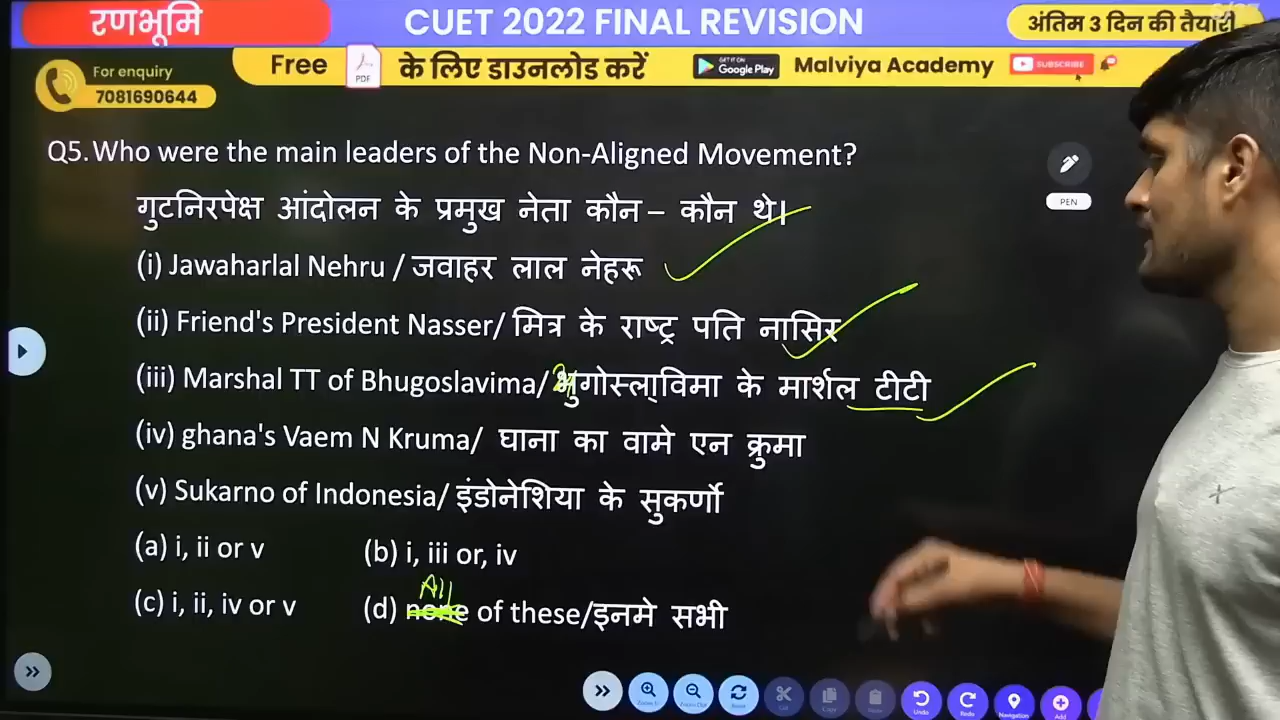 रणभूमि
CUET 2022 FINAL REVISION
अंतिम 3 दिन की तैयारी
For enquiry
7081690644
Free PDF के लिए डाउनलोड करें GET IT ON Google Play Malviya Academy SUBSCRIBE
Q5. Who were the main leaders of the Non-Aligned Movement?
गुटनिरपेक्ष आंदोलन के प्रमुख नेता कौन – कौन थे।
PEN
(i) Jawaharlal Nehru / जवाहर लाल नेहरू
(ii) Friend's President Nasser/ मित्र के राष्ट्र पति नासिर
(iii) Marshal TT of Bhugoslavima/ भुगोस्लाविमा के मार्शल टीटी
(iv) ghana's Vaem N Kruma/ घाना का वामे एन क्रुमा
(v) Sukarno of Indonesia/ इंडोनेशिया के सुकर्णो
(a) i, ii or v (b) i, iii or, iv
All
(c) i, ii, iv or v (d) none of these/इनमे सभी
Undo Redo Navigation Add